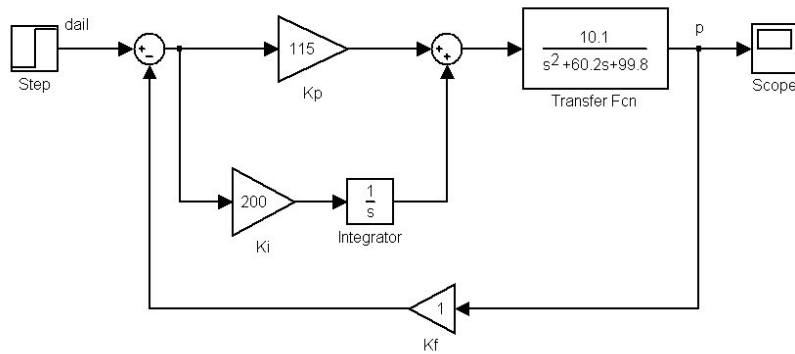 dail
Step
+
−
115
Kp
+
+
10.1
s²+60.2s+99.8
Transfer Fcn
p
Scope
200
Ki
1
s
Integrator
1
Kf